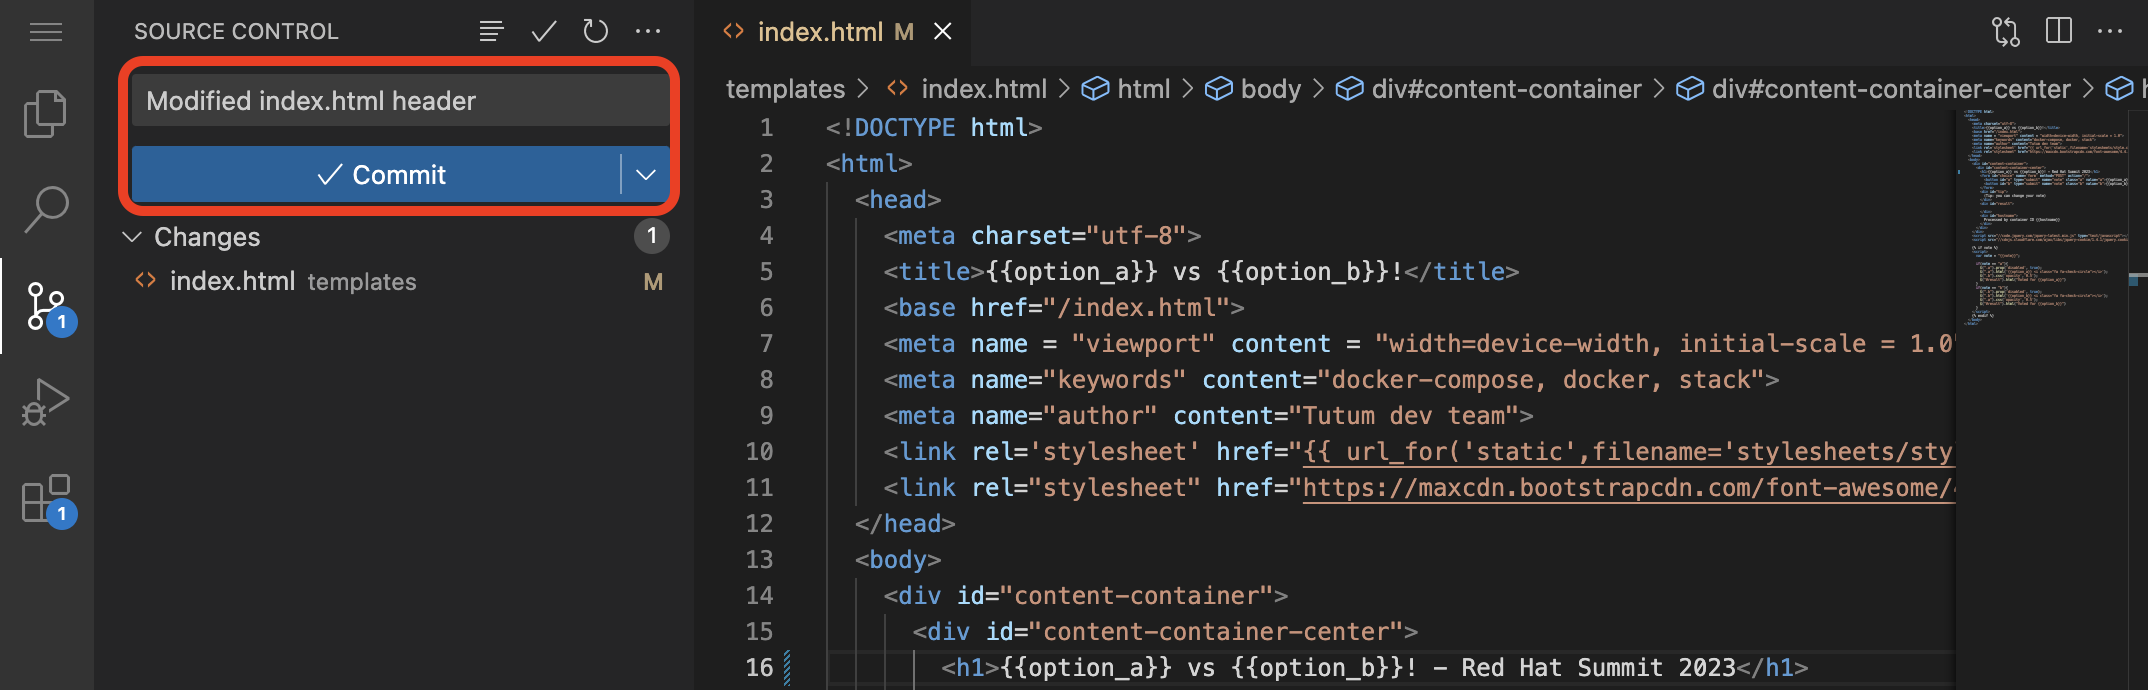 SOURCE CONTROL
Modified index.html header
Commit
Changes
1
index.html templates
M
1
1
index.html M
templates > index.html > html > body > div#content-container > div#content-container-center >
1 <!DOCTYPE html>
2 <html>
3 <head>
4 <meta charset="utf-8">
5 <title>{{option_a}} vs {{option_b}}!</title>
6 <base href="/index.html">
7 <meta name = "viewport" content = "width=device-width, initial-scale = 1.0"
8 <meta name="keywords" content="docker-compose, docker, stack">
9 <meta name="author" content="Tutum dev team">
10 <link rel='stylesheet' href="{{ url_for('static',filename='stylesheets/sty
11 <link rel="stylesheet" href="https://maxcdn.bootstrapcdn.com/font-awesome/
12 </head>
13 <body>
14 <div id="content-container">
15 <div id="content-container-center">
16 <h1>{{option_a}} vs {{option_b}}! - Red Hat Summit 2023</h1>